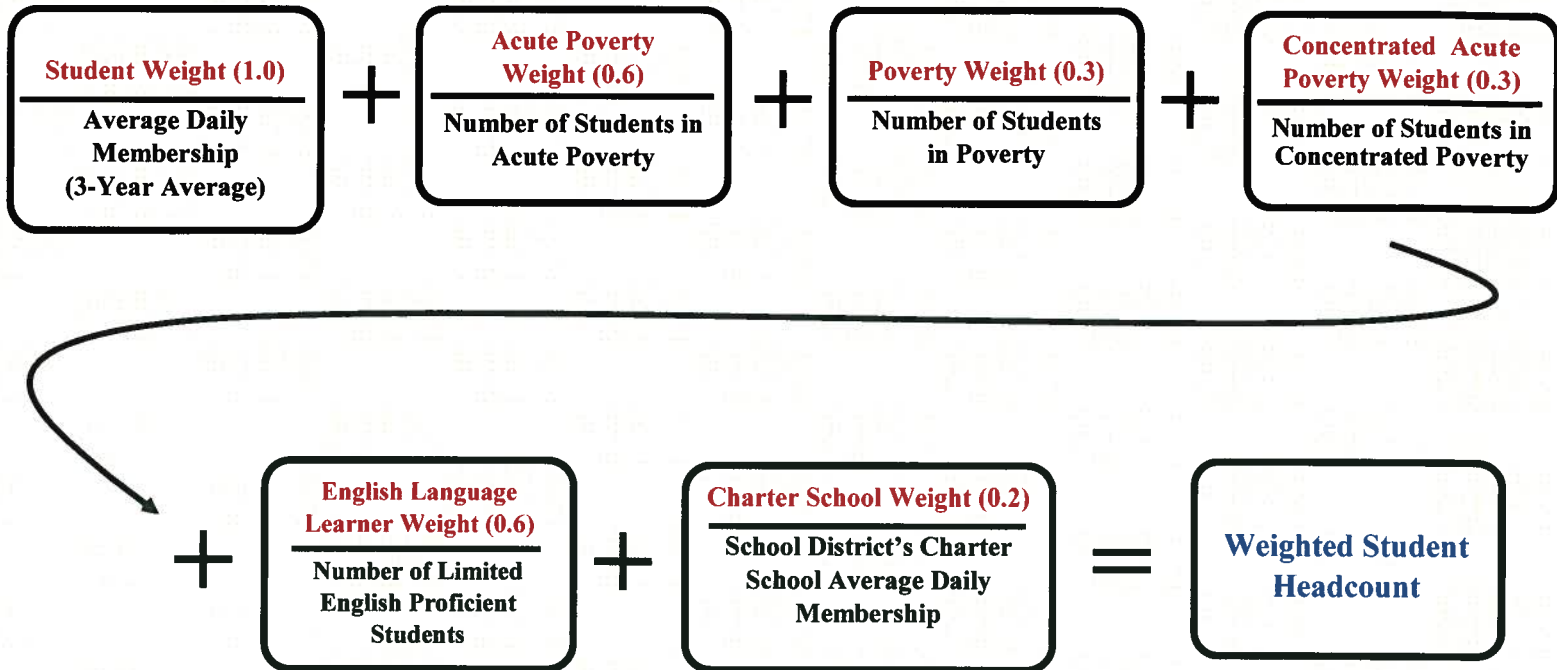 Student Weight (1.0)
Average Daily
Membership
(3-Year Average)
+
Acute Poverty
Weight (0.6)
Number of Students in
Acute Poverty
+
Poverty Weight (0.3)
Number of Students
in Poverty
+
Concentrated Acute
Poverty Weight (0.3)
Number of Students in
Concentrated Poverty
+
English Language
Learner Weight (0.6)
Number of Limited
English Proficient
Students
+
Charter School Weight (0.2)
School District's Charter
School Average Daily
Membership
=
Weighted Student
Headcount